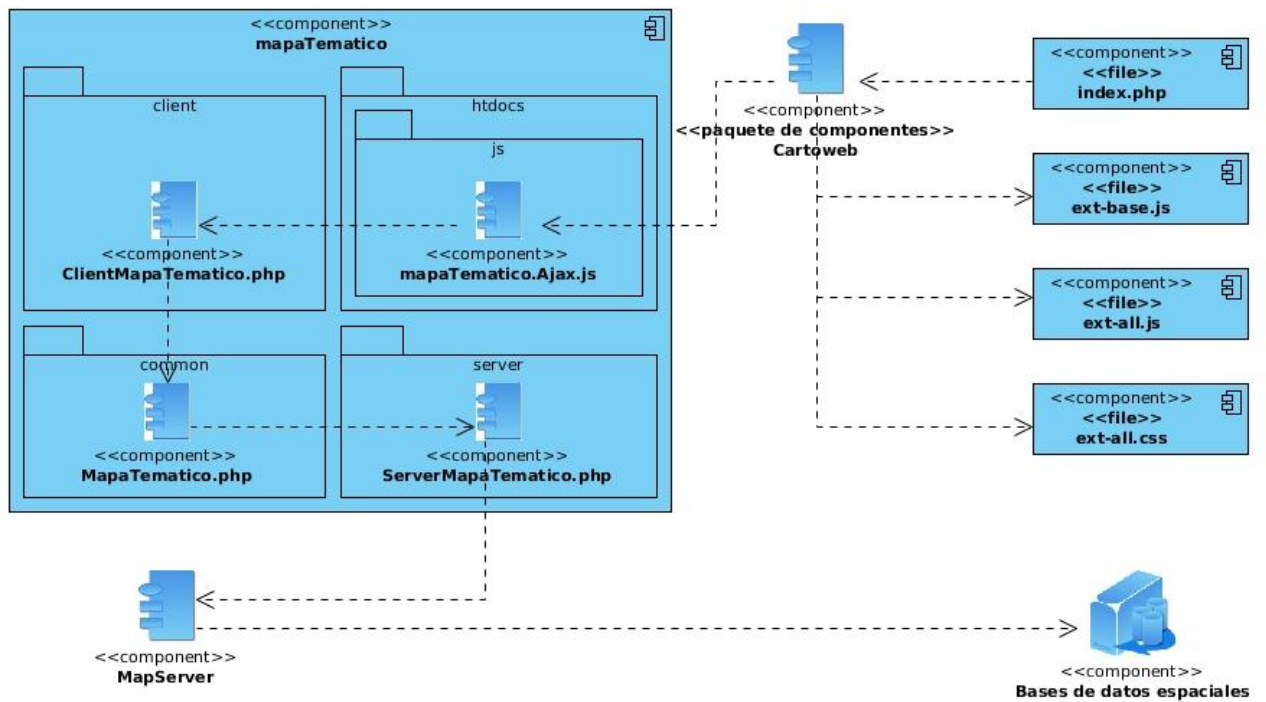 <<component>>
mapaTematico
client
htdocs
js
<<component>>
ClientMapaTematico.php
<<component>>
mapaTematico.Ajax.js
common
server
<<component>>
MapaTematico.php
<<component>>
ServerMapaTematico.php
<<component>>
<<paquete de componentes>>
Cartoweb
<<component>>
<<file>>
index.php
<<component>>
<<file>>
ext-base.js
<<component>>
<<file>>
ext-all.js
<<component>>
<<file>>
ext-all.css
<<component>>
MapServer
<<component>>
Bases de datos espaciales